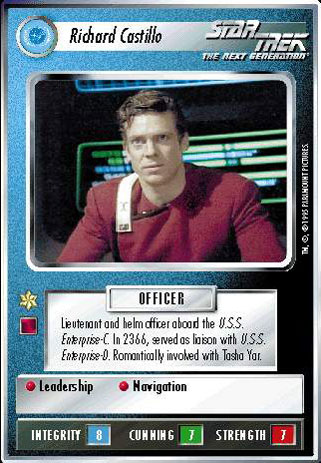 Richard Castillo
STAR TREK
THE NEXT GENERATION
TM, ®, © 1995 PARAMOUNT PICTURES.
OFFICER
Lieutenant and helm officer aboard the U.S.S.
Enterprise-C. In 2366, served as liaison with U.S.S.
Enterprise-D. Romantically involved with Tasha Yar.
Leadership Navigation
INTEGRITY 8 CUNNING 7 STRENGTH 7